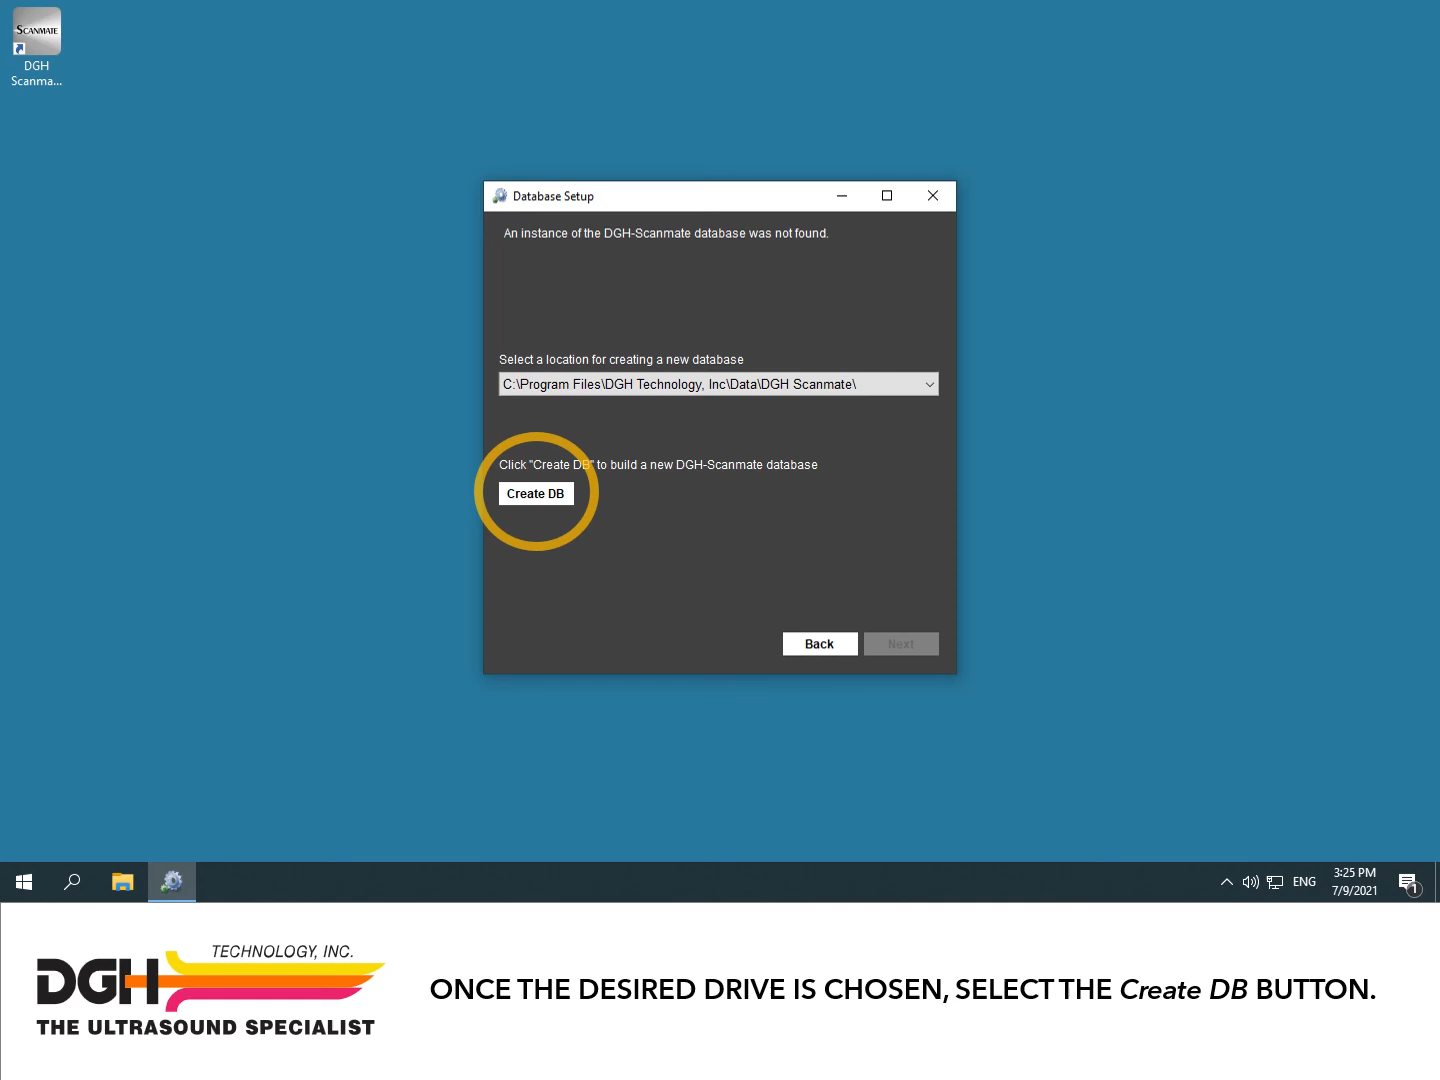 SCANMATE
DGH
Scanma...
Database Setup
An instance of the DGH-Scanmate database was not found.
Select a location for creating a new database
C:\Program Files\DGH Technology, Inc\Data\DGH Scanmate\
Click "Create DB" to build a new DGH-Scanmate database
Create DB
Back
Next
ENG
3:25 PM
7/9/2021
1
TECHNOLOGY, INC.
DGH
THE ULTRASOUND SPECIALIST
ONCE THE DESIRED DRIVE IS CHOSEN, SELECT THE Create DB BUTTON.